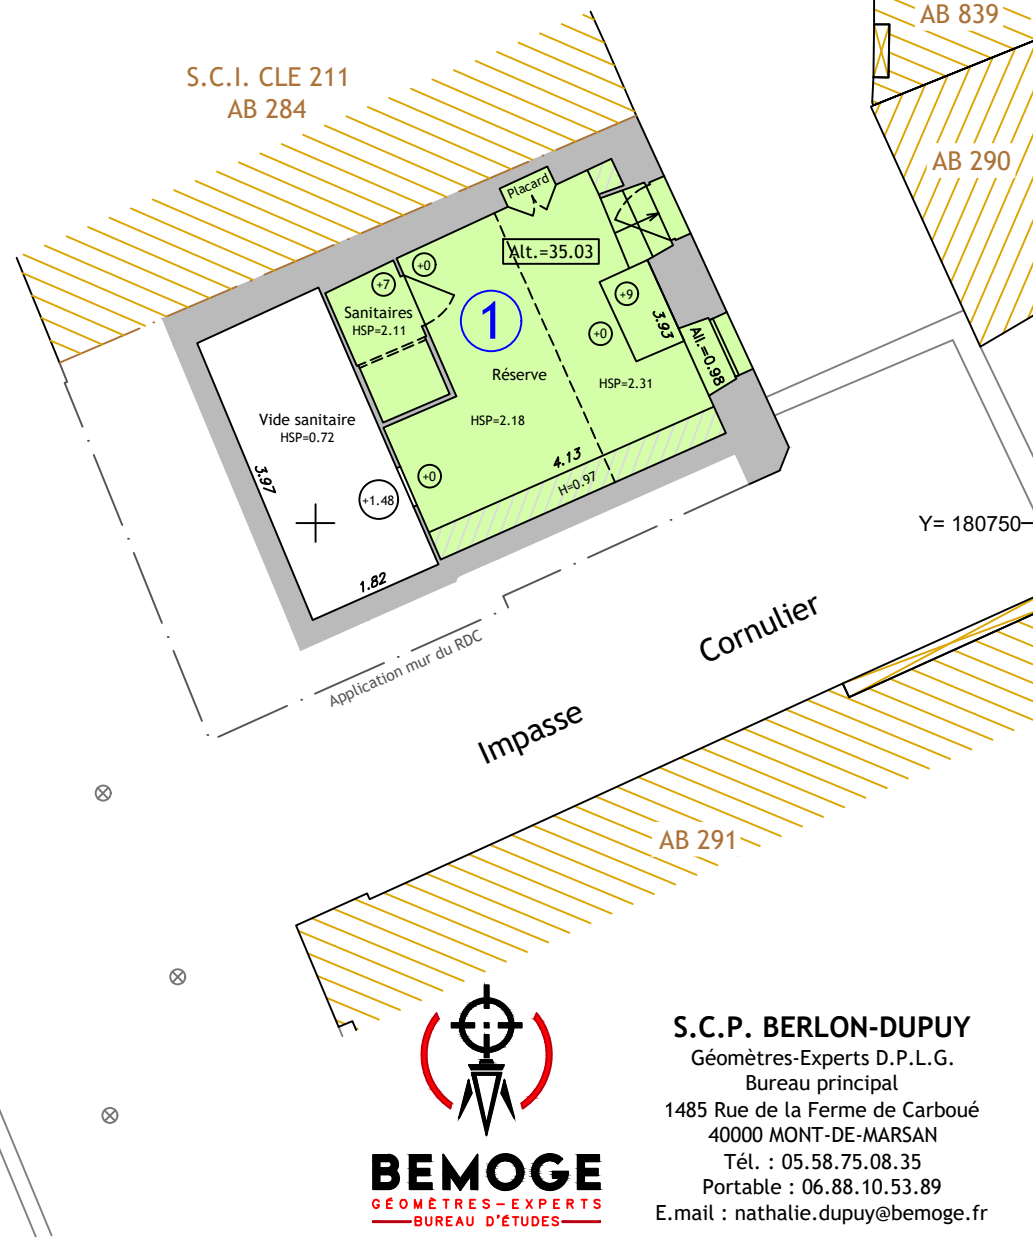 AB 839
S.C.I. CLE 211
AB 284
AB 290
Placard
Alt.=35.03
+0
+7
+9
Sanitaires
HSP=2.11
1
3.93
+0
All.=0.98
Réserve
HSP=2.31
Vide sanitaire
HSP=0.72
HSP=2.18
4.13
3.97
+0
H=0.97
+1.48
Y= 180750
1.82
Cornulier
Application mur du RDC
Impasse
AB 291
BEMOGE
GÉOMÈTRES-EXPERTS
BUREAU D'ÉTUDES
S.C.P. BERLON-DUPUY
Géomètres-Experts D.P.L.G.
Bureau principal
1485 Rue de la Ferme de Carboué
40000 MONT-DE-MARSAN
Tél. : 05.58.75.08.35
Portable : 06.88.10.53.89
E.mail : nathalie.dupuy@bemoge.fr